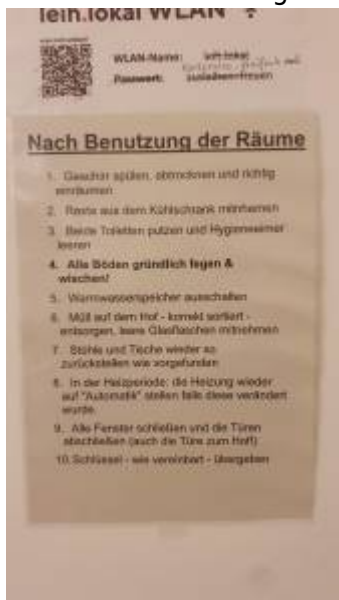 leih.lokal WLAN
WLAN-Name:
Passwort:
Nach Benutzung der Räume
1. Geschirr spülen, abtrocknen und richtig
einräumen
2. Reste aus dem Kühlschrank mitnehmen
3. Beide Toiletten putzen und Hygieneeimer
leeren
4. Alle Böden gründlich fegen &
wischen!
5. Warmwasserspeicher ausschalten
6. Müll auf dem Hof - korrekt sortiert -
entsorgen, leere Glasflaschen mitnehmen
7. Stühle und Tische wieder so
zurückstellen wie vorgefunden
8. In der Heizperiode: die Heizung wieder
auf "Automatik" stellen falls diese verändert
wurde.
9. Alle Fenster schließen und die Türen
abschließen (auch die Türe zum Hof!)
10. Schlüssel - wie vereinbart - übergeben